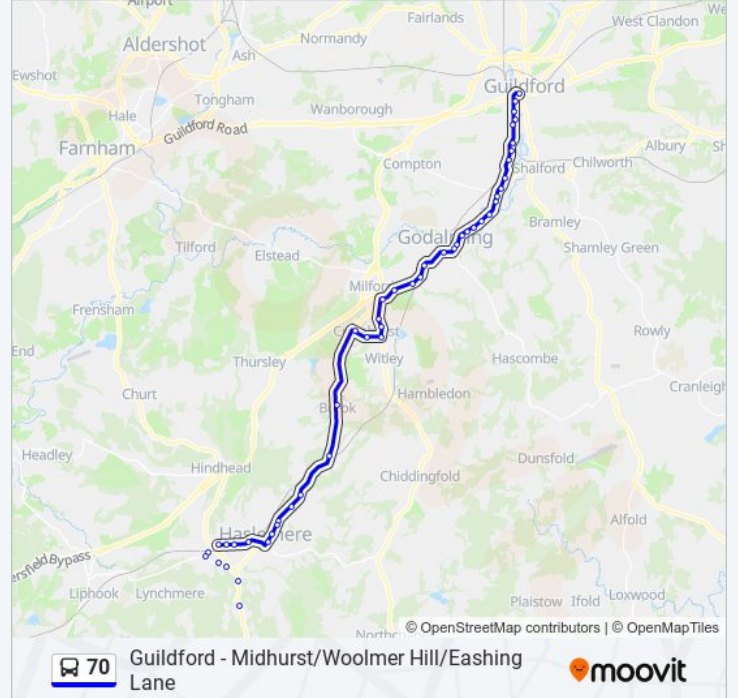 Airport
Fairlands
West Clandon
Aldershot
Normandy
Ash
Guildford
Tongham
Wanborough
Hale
Guildford Road
Farnham
Albury
Compton
Shalford
Chilworth
Bramley
Tilford
Godalming
Elstead
Shamley Green
Milford
Frensham
Rowly
End
Thursley
Witley
Hascombe
Churt
Brook
Hambledon
Headley
Dunsfold
Hindhead
Chiddingfold
Alfold
Haslemere
ersfield Bypass
Liphook
Lynchmere
Plaistow
Ifold
Loxwood
© OpenStreetMap contributors | © OpenMapTiles
70
Guildford - Midhurst/Woolmer Hill/Eashing
Lane
moovit